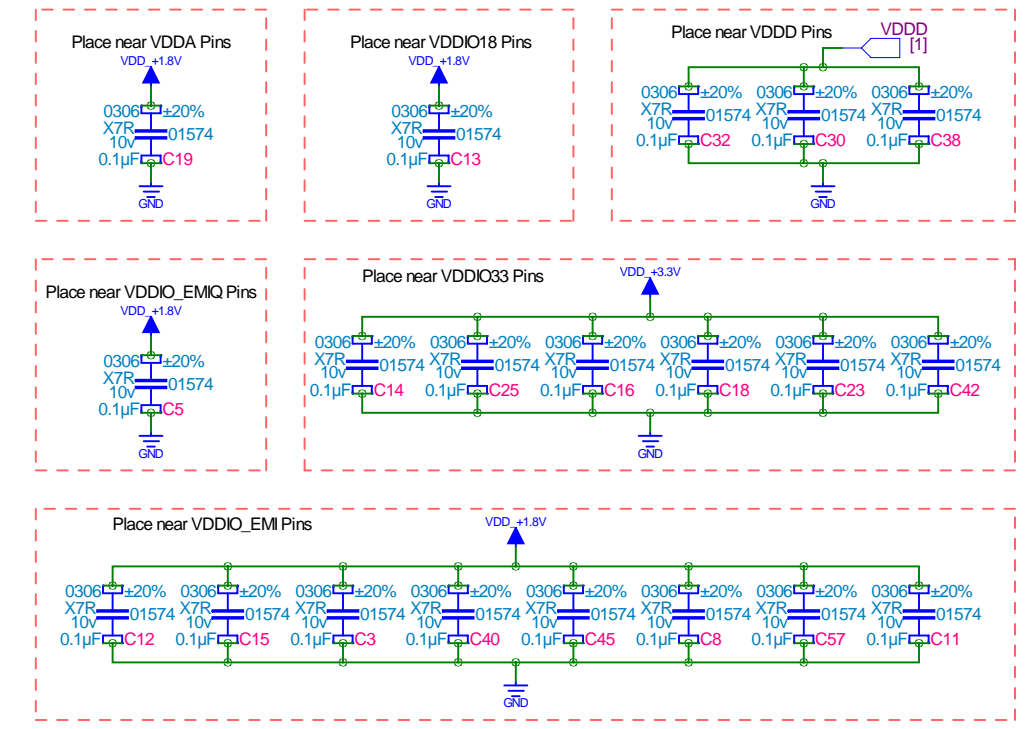 Place near VDDA Pins
VDD_+1.8V
0306 ±20%
X7R 01574
10v
0.1µF C19
GND
Place near VDDIO18 Pins
VDD_+1.8V
0306 ±20%
X7R 01574
10v
0.1µF C13
GND
Place near VDDD Pins
VDDD
[1]
0306 ±20% 0306 ±20% 0306 ±20%
X7R 01574 X7R 01574 X7R 01574
10v 10v 10v
0.1µF C32 0.1µF C30 0.1µF C38
GND
Place near VDDIO_EMIQ Pins
VDD_+1.8V
0306 ±20%
X7R 01574
10v
0.1µF C5
GND
Place near VDDIO33 Pins
VDD_+3.3V
0306 ±20% 0306 ±20% 0306 ±20% 0306 ±20% 0306 ±20% 0306 ±20%
X7R 01574 X7R 01574 X7R 01574 X7R 01574 X7R 01574 X7R 01574
10v 10v 10v 10v 10v 10v
0.1µF C14 0.1µF C25 0.1µF C16 0.1µF C18 0.1µF C23 0.1µF C42
GND
Place near VDDIO_EMI Pins
VDD_+1.8V
0306 ±20% 0306 ±20% 0306 ±20% 0306 ±20% 0306 ±20% 0306 ±20% 0306 ±20% 0306 ±20%
X7R 01574 X7R 01574 X7R 01574 X7R 01574 X7R 01574 X7R 01574 X7R 01574 X7R 01574
10v 10v 10v 10v 10v 10v 10v 10v
0.1µF C12 0.1µF C15 0.1µF C3 0.1µF C40 0.1µF C45 0.1µF C8 0.1µF C57 0.1µF C11
GND